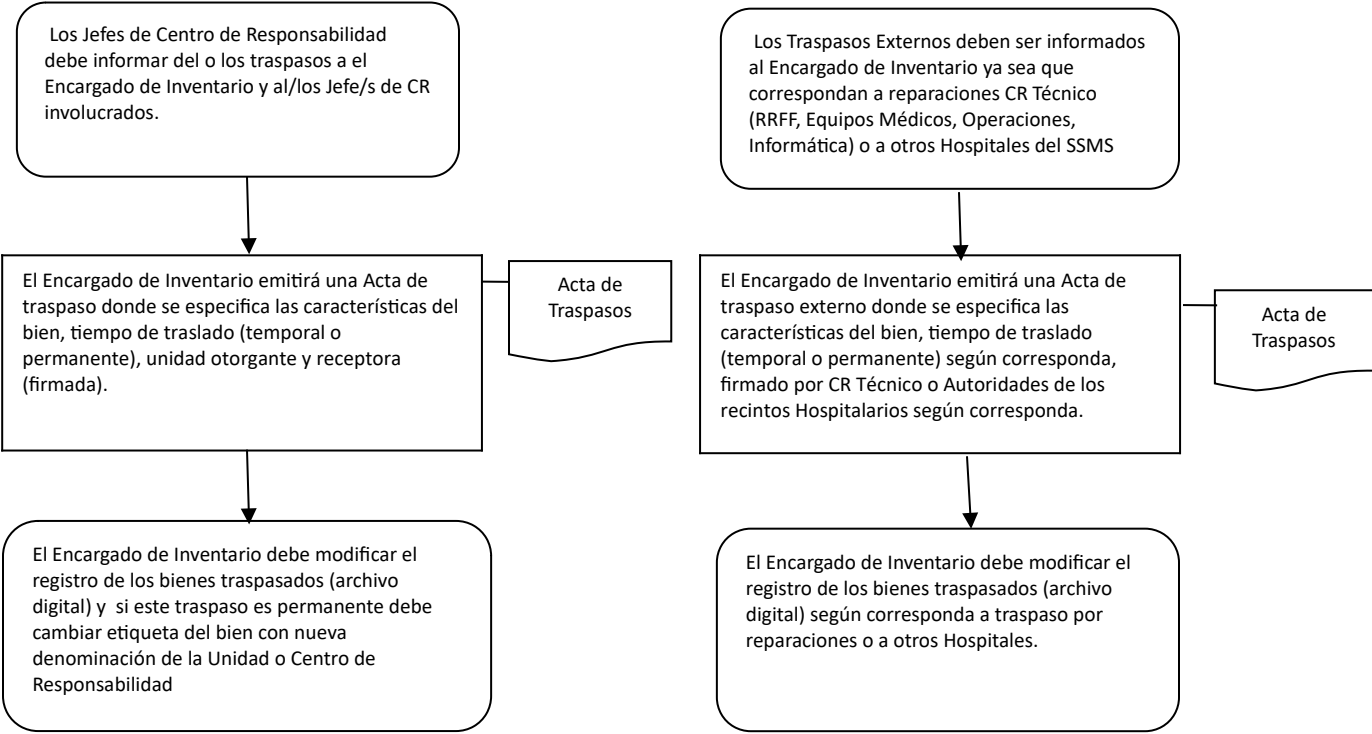 Los Jefes de Centro de Responsabilidad
debe informar del o los traspasos a el
Encargado de Inventario y al/los Jefe/s de CR
involucrados.
El Encargado de Inventario emitirá una Acta de
traspaso donde se especifica las características del
bien, tiempo de traslado (temporal o
permanente), unidad otorgante y receptora
(firmada).
Acta de
Traspasos
El Encargado de Inventario debe modificar el
registro de los bienes traspasados (archivo
digital) y  si este traspaso es permanente debe
cambiar etiqueta del bien con nueva
denominación de la Unidad o Centro de
Responsabilidad
Los Traspasos Externos deben ser informados
al Encargado de Inventario ya sea que
correspondan a reparaciones CR Técnico
(RRFF, Equipos Médicos, Operaciones,
Informática) o a otros Hospitales del SSMS
El Encargado de Inventario emitirá una Acta de
traspaso externo donde se especifica las
características del bien, tiempo de traslado
(temporal o permanente) según corresponda,
firmado por CR Técnico o Autoridades de los
recintos Hospitalarios según corresponda.
Acta de
Traspasos
El Encargado de Inventario debe modificar el
registro de los bienes traspasados (archivo
digital) según corresponda a traspaso por
reparaciones o a otros Hospitales.